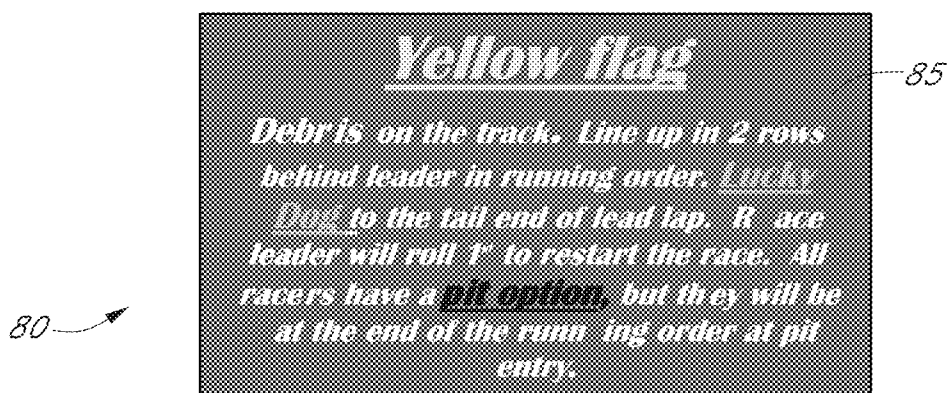 Yellow flag
85
Debris on the track. Line up in 2 rows
behind leader in running order. Lucky
Dog to the tail end of lead lap. R ace
leader will roll 1st to restart the race. All
racers have a pit option, but they will be
80
at the end of the runn ing order at pit
entry.